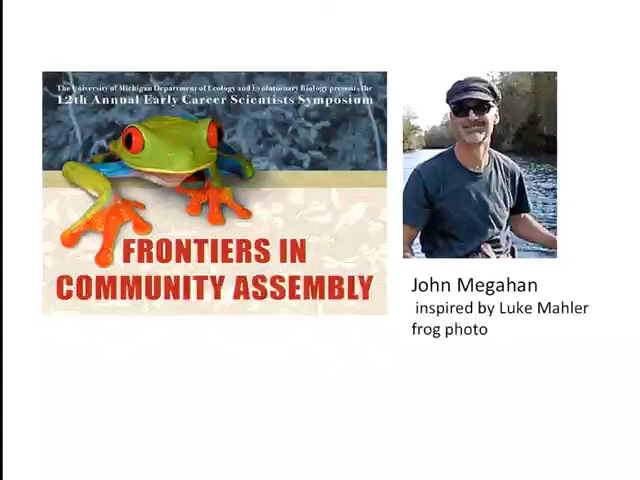 The University of Michigan Department of Ecology and Evolutionary Biology presents the
12th Annual Early Career Scientists Symposium
FRONTIERS IN
COMMUNITY ASSEMBLY
John Megahan
inspired by Luke Mahler
frog photo